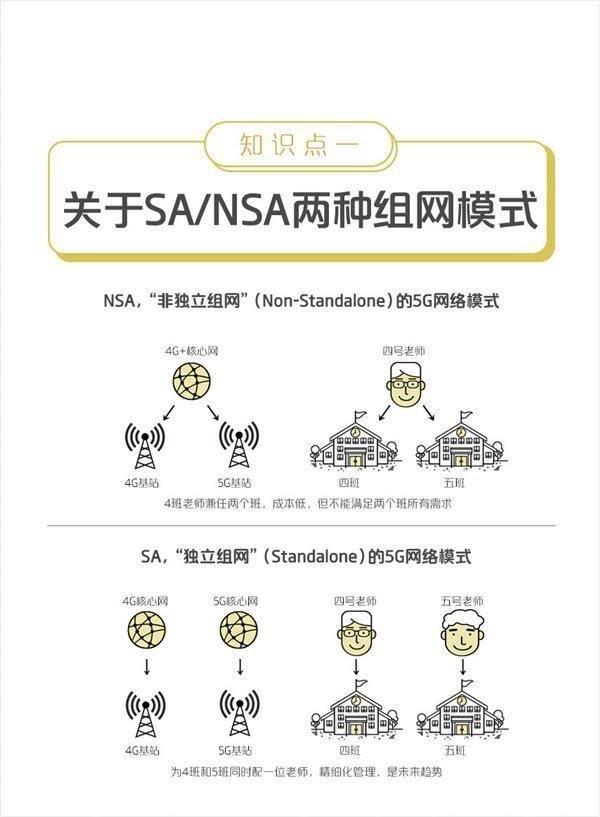 知识点一
关于SA/NSA两种组网模式
NSA，“非独立组网”（Non-Standalone）的5G网络模式
4G+核心网
四号老师
4G基站
5G基站
四班
五班
4班老师兼任两个班，成本低，但不能满足两个班所有需求
SA，“独立组网”（Standalone）的5G网络模式
4G核心网
5G核心网
四号老师
五号老师
4G基站
5G基站
四班
五班
为4班和5班同时配一位老师，精细化管理，是未来趋势